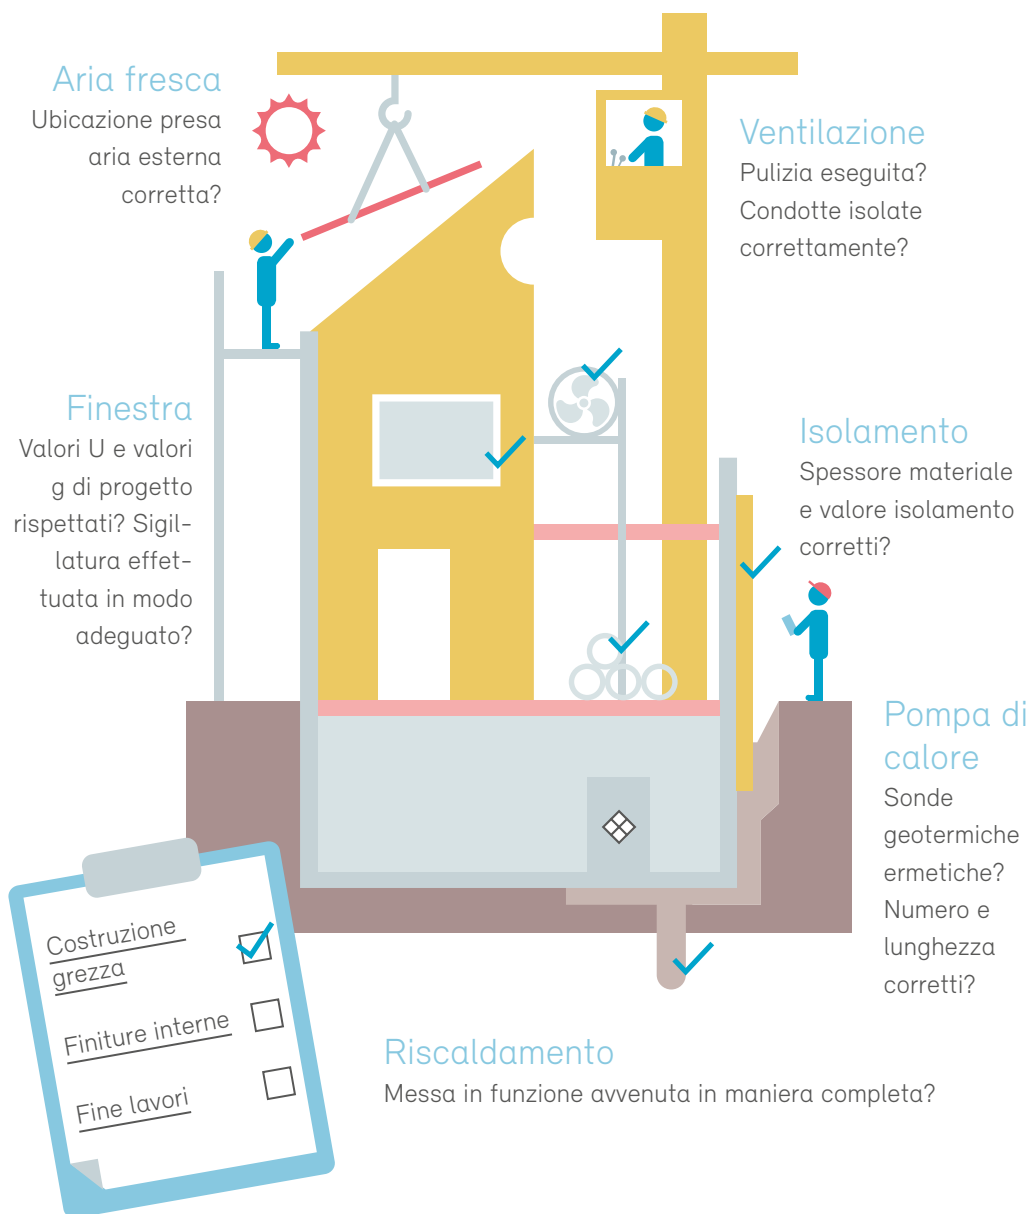 Aria fresca
Ubicazione presa
aria esterna
corretta?
Ventilazione
Pulizia eseguita?
Condotte isolate
correttamente?
Finestra
Valori U e valori
g di progetto
rispettati? Sigil-
latura effet-
tuata in modo
adeguato?
Isolamento
Spessore materiale
e valore isolamento
corretti?
Pompa di
calore
Sonde
geotermiche
ermetiche?
Numero e
lunghezza
corretti?
Costruzione
grezza
Finiture interne
Fine lavori
Riscaldamento
Messa in funzione avvenuta in maniera completa?